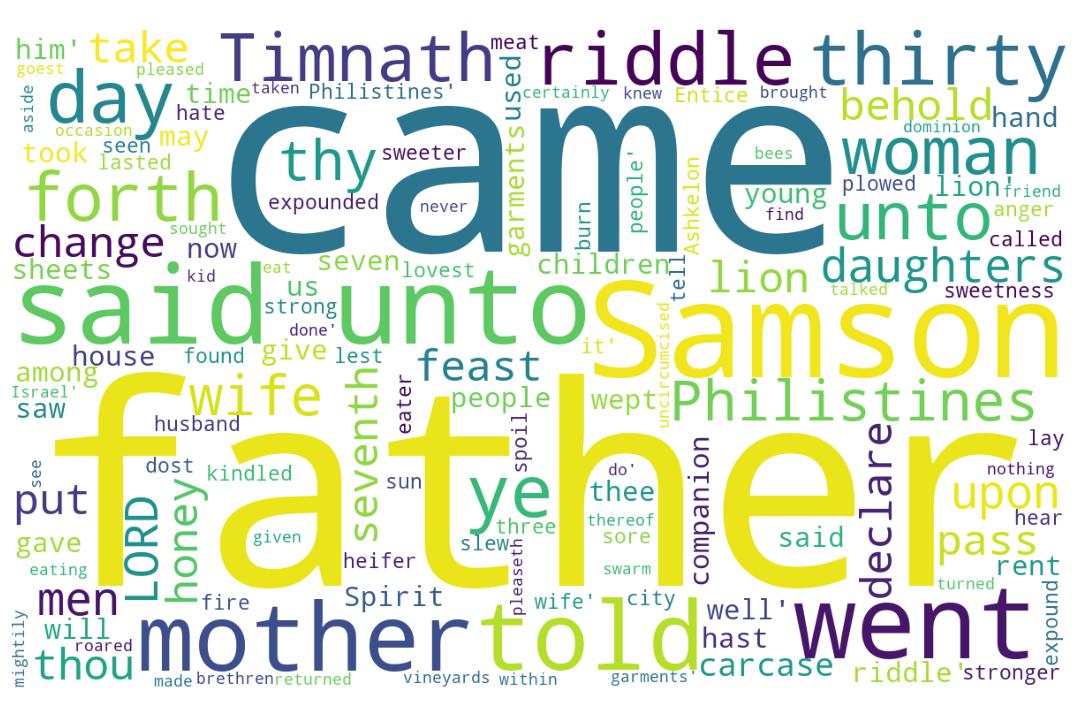 him' take Timnath meat riddle thirty
goest pleased
aside day time taken Philistines' used certainly knew Entice brought behold hand
hate came dominion
occasion
took seen may thy sweeter bees woman
lasted
forth expounded never garments burn people' Ashkelon young plowed lion' friend
find unto anger
change sought now called
sheets kid eat seven lovest children tell lion daughters
us talked sweetness
said strong unto Samson
done'
house found give lest it' uncircumcised
among feast
Israel' wife seventh eater people wept Philistines
saw husband spoil
see dost kindled father sun do' companion declare lay
nothing
put LORD honey ye thee upon
three thereof hear
gave given slew sore said pass
eating heifer pleaseth swarm rent
turned
men fire Spirit wife' city well' went expound
mightily will mother told hast
roared
thou carcase
made brethren returned vineyards within garments' riddle' stronger